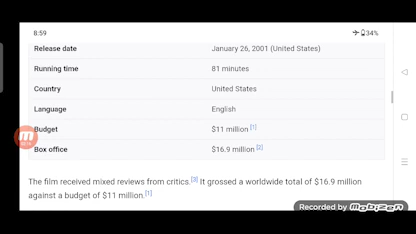 8:59 34%
Release date January 26, 2001 (United States)
Running time 81 minutes
Country United States
Language English
Budget $11 million [1]
Box office $16.9 million [2]
The film received mixed reviews from critics.[3] It grossed a worldwide total of $16.9 million
against a budget of $11 million.[1]
Recorded by Mobizen